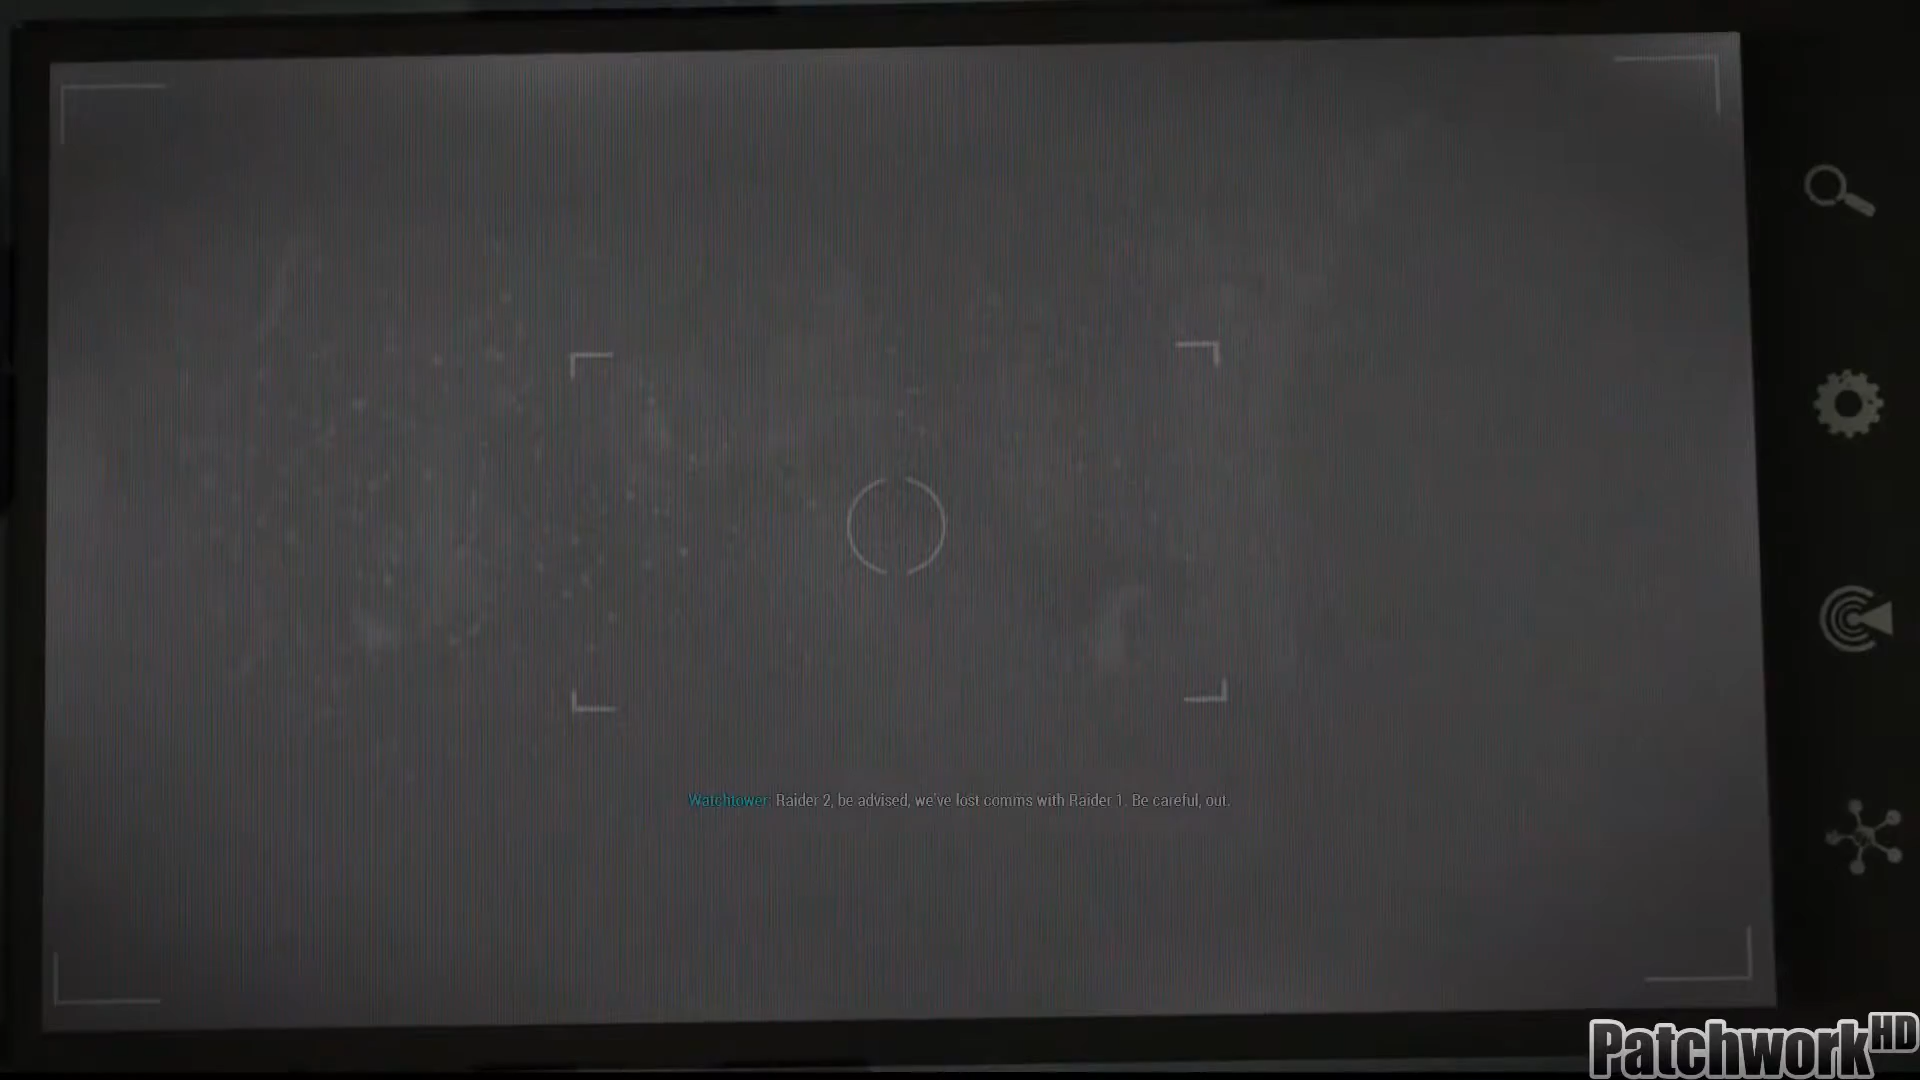 Watchtower: Raider 2, be advised, we've lost comms with Raider 1. Be careful, out.
PatchworkHD